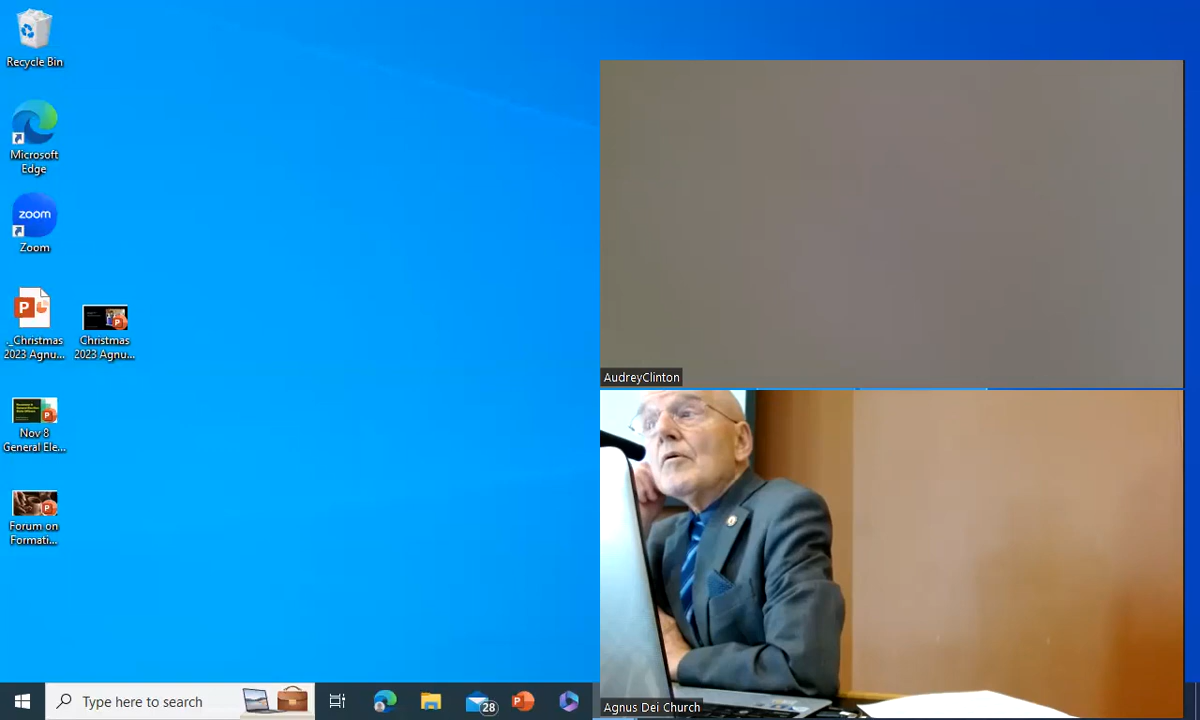 Recycle Bin
Microsoft
Edge
zoom
Zoom
._Christmas
2023 Agnu...
Christmas
2023 Agnu...
Nov 8
General Ele...
Forum on
Formati...
AudreyClinton
Agnus Dei Church
Type here to search
28